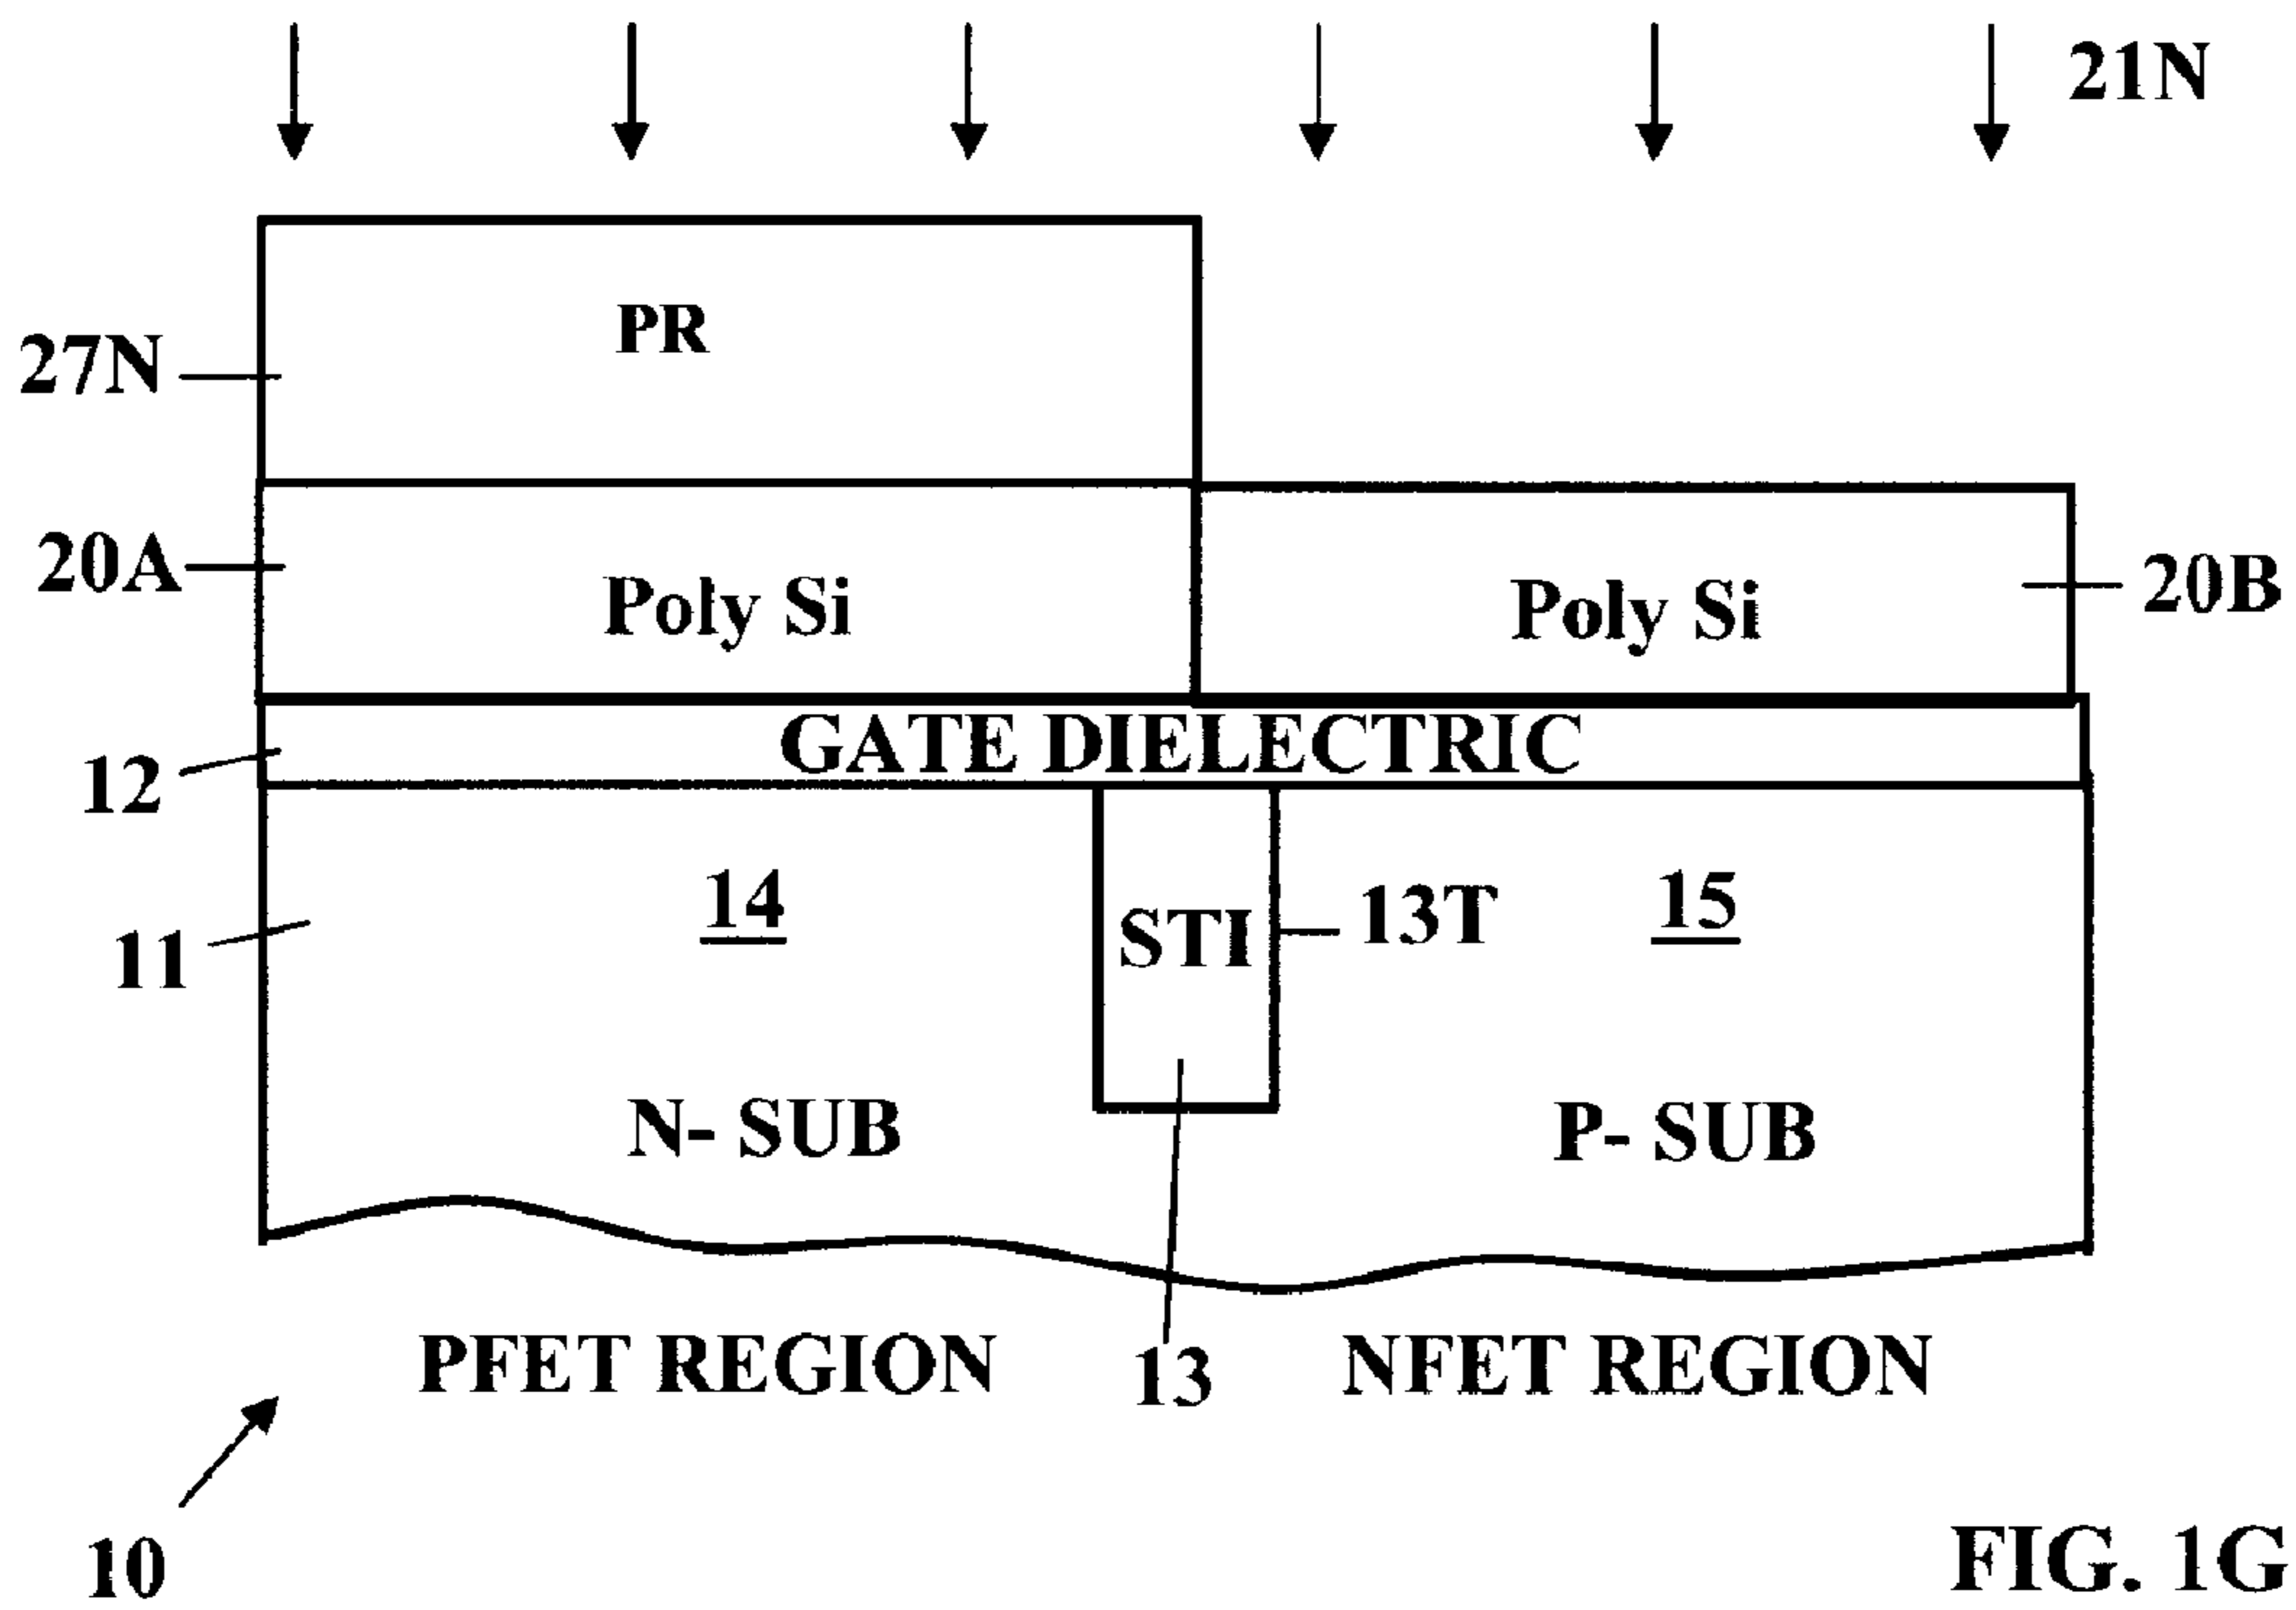 21N
PR
27N
20A
Poly Si
Poly Si
20B
GATE DIELECTRIC
12
14
15
STI
13T
11
N- SUB
P- SUB
PFET REGION
13
NFET REGION
10
FIG. 1G